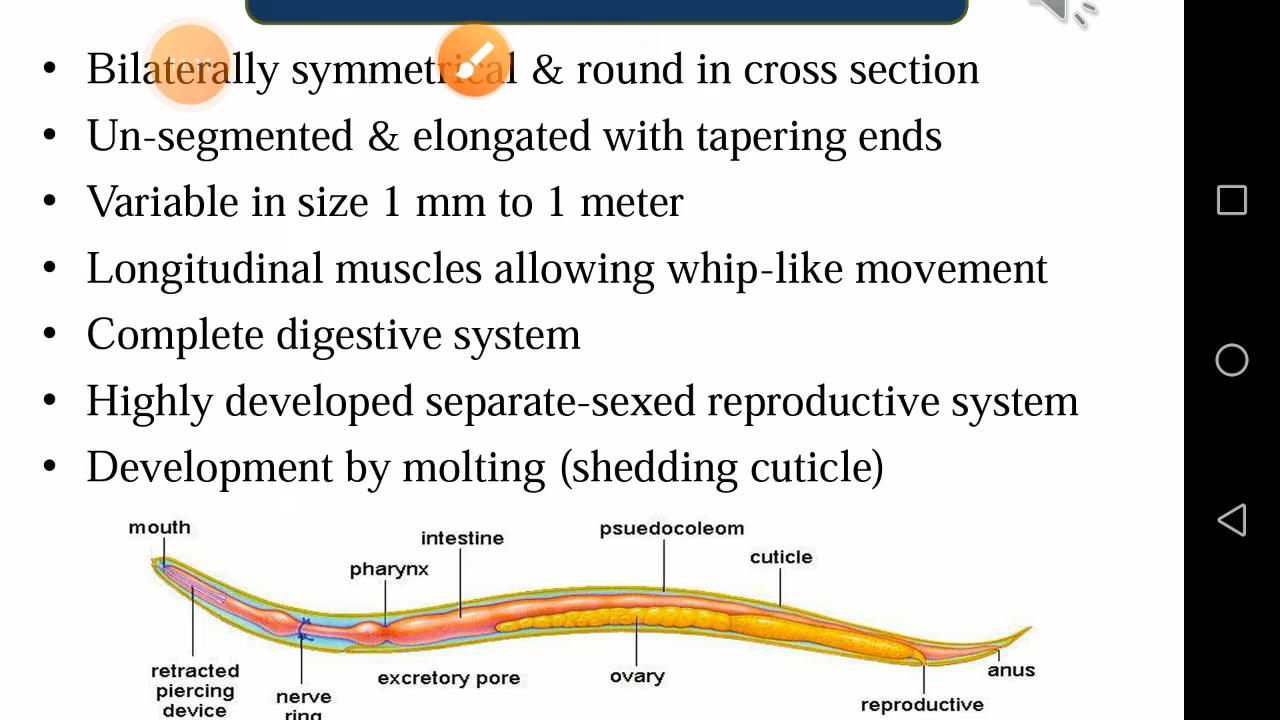 • Bilaterally symmetrical & round in cross section
• Un-segmented & elongated with tapering ends
• Variable in size 1 mm to 1 meter
• Longitudinal muscles allowing whip-like movement
• Complete digestive system
• Highly developed separate-sexed reproductive system
• Development by molting (shedding cuticle)
mouth
intestine
psuedocoleom
pharynx
cuticle
retracted
piercing
device
nerve
ring
excretory pore
ovary
anus
reproductive